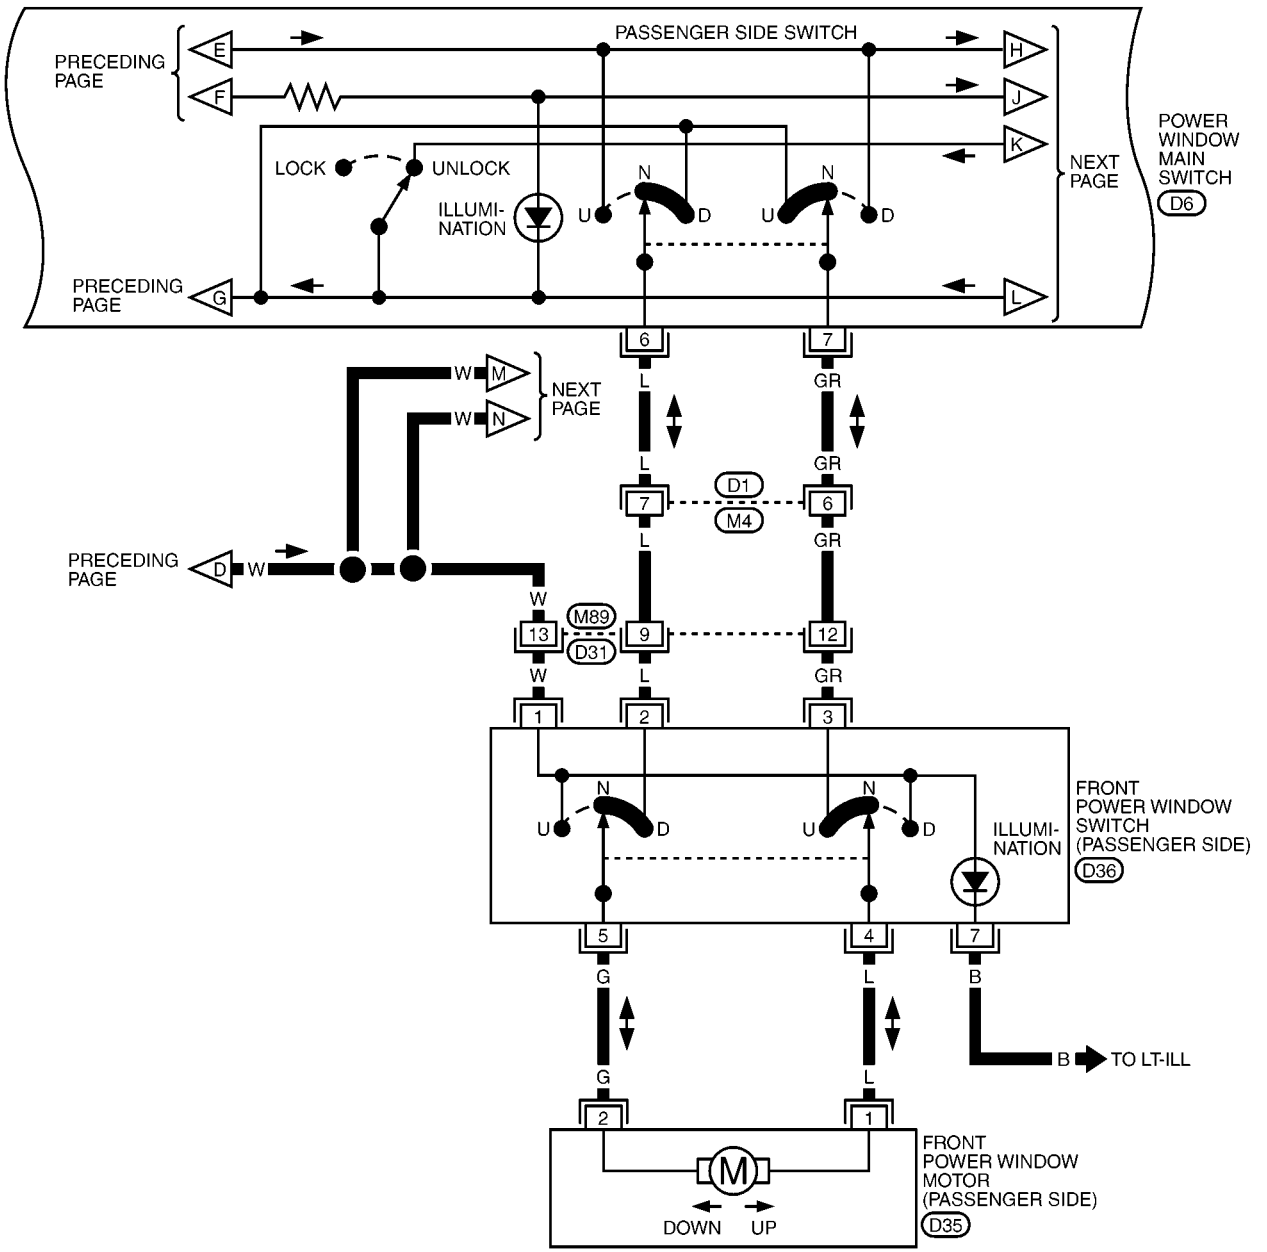 PASSENGER SIDE SWITCH
PRECEDING
PAGE
E
F
H
J
K
NEXT
PAGE
POWER
WINDOW
MAIN
SWITCH
D6
LOCK
UNLOCK
ILLUMI-
NATION
U
N
D
U
N
D
PRECEDING
PAGE
G
L
6
7
W
M
W
N
NEXT
PAGE
L
GR
L
GR
7
D1
M4
6
L
GR
PRECEDING
PAGE
D
W
W
13
M89
D31
9
12
W
L
GR
1
2
3
U
N
D
U
N
D
ILLUMI-
NATION
FRONT
POWER WINDOW
SWITCH
(PASSENGER SIDE)
D36
5
4
7
G
L
B
B
TO LT-ILL
G
L
2
1
M
DOWN
UP
FRONT
POWER WINDOW
MOTOR
(PASSENGER SIDE)
D35